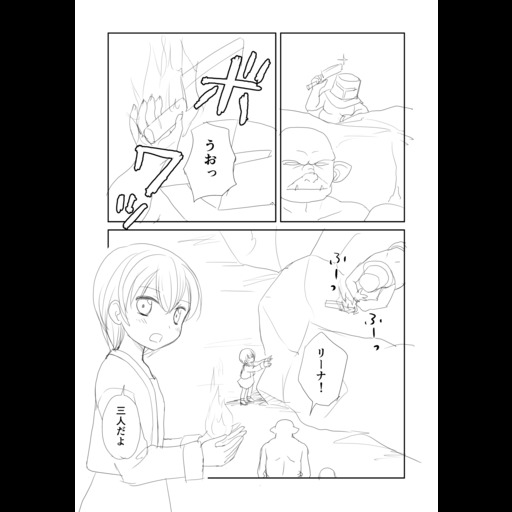 ボワッ
うおっ
ふーっ
ふーっ
リーナ！
三人だよ